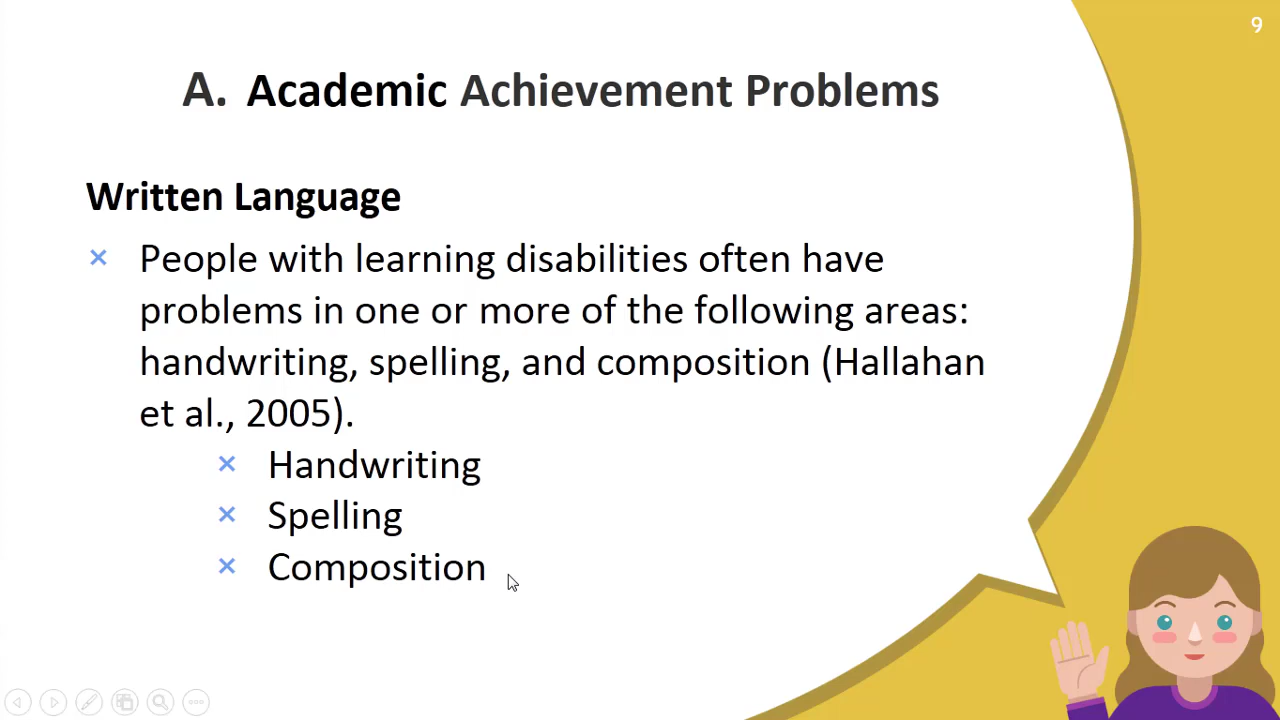 9
A. Academic Achievement Problems
Written Language
× People with learning disabilities often have
problems in one or more of the following areas:
handwriting, spelling, and composition (Hallahan
et al., 2005).
× Handwriting
× Spelling
× Composition